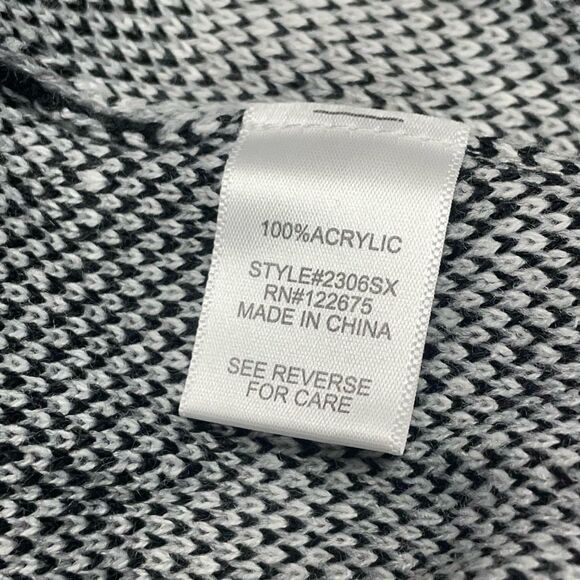 100%ACRYLIC
STYLE#2306SX
RN#122675
MADE IN CHINA
SEE REVERSE
FOR CARE